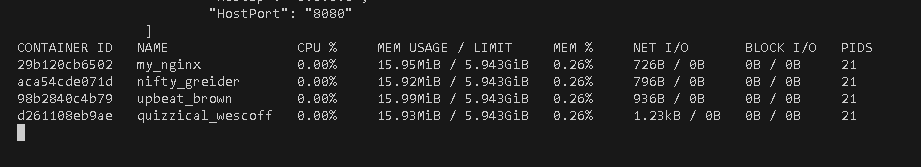 "HostPort": "8080"
]
CONTAINER ID   NAME                CPU %     MEM USAGE / LIMIT     MEM %     NET I/O       BLOCK I/O   PIDS
29b120cb6502   my_nginx            0.00%     15.95MiB / 5.943GiB   0.26%     726B / 0B     0B / 0B     21
aca54cde071d   nifty_greider       0.00%     15.92MiB / 5.943GiB   0.26%     796B / 0B     0B / 0B     21
98b2840c4b79   upbeat_brown        0.00%     15.99MiB / 5.943GiB   0.26%     936B / 0B     0B / 0B     21
d261108eb9ae   quizzical_wescoff   0.00%     15.93MiB / 5.943GiB   0.26%     1.23kB / 0B   0B / 0B     21